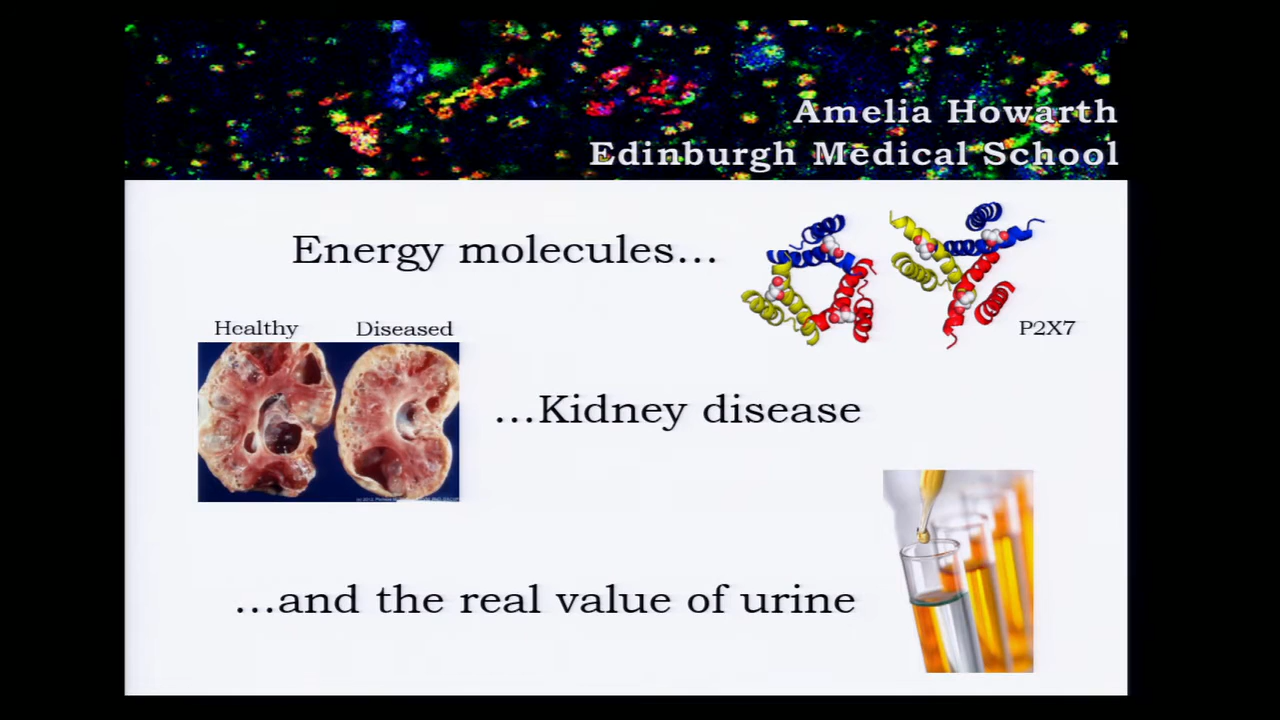 Amelia Howarth
Edinburgh Medical School
Energy molecules...
P2X7
Healthy Diseased
...Kidney disease
...and the real value of urine